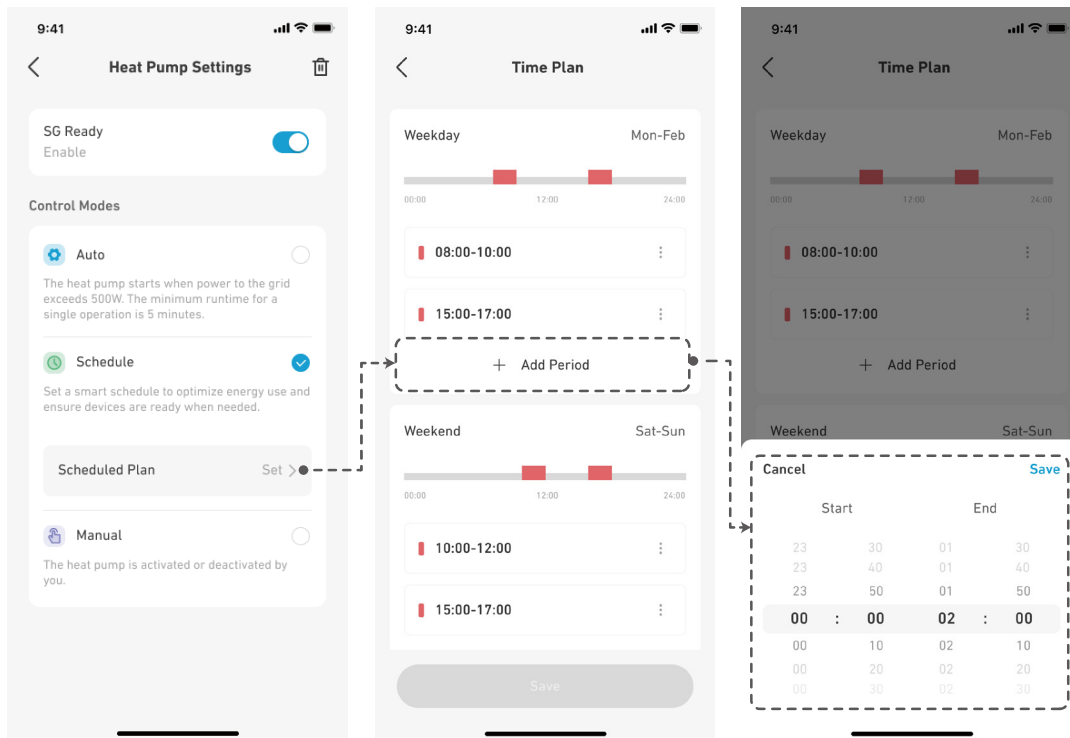 9:41
Heat Pump Settings
SG Ready
Enable
Control Modes
Auto
The heat pump starts when power to the grid
exceeds 500W. The minimum runtime for a
single operation is 5 minutes.
Schedule
Set a smart schedule to optimize energy use and
ensure devices are ready when needed.
Scheduled Plan Set
Manual
The heat pump is activated or deactivated by
you.
9:41
Time Plan
Weekday Mon-Feb
00:00 12:00 24:00
08:00-10:00
15:00-17:00
+ Add Period
Weekend Sat-Sun
00:00 12:00 24:00
10:00-12:00
15:00-17:00
Save
9:41
Time Plan
Weekday Mon-Feb
00:00 12:00 24:00
08:00-10:00
15:00-17:00
+ Add Period
Weekend Sat-Sun
Cancel Save
Start End
23 30 01 30
23 40 01 40
23 50 01 50
00 : 00 02 : 00
00 10 02 10
00 20 02 20
00 30 02 30